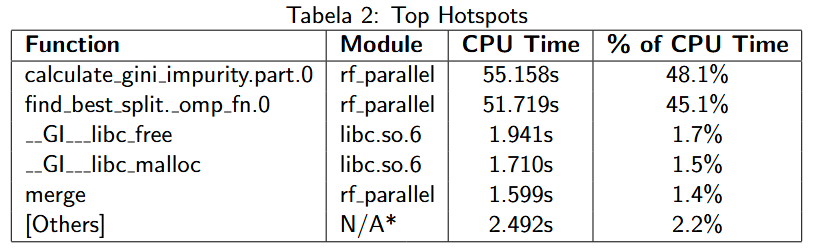 Tabela 2: Top Hotspots
Function Module CPU Time % of CPU Time
calculate_gini_impurity.part.0 rf_parallel 55.158s 48.1%
find_best_split._omp_fn.0 rf_parallel 51.719s 45.1%
__GI___libc_free libc.so.6 1.941s 1.7%
__GI___libc_malloc libc.so.6 1.710s 1.5%
merge rf_parallel 1.599s 1.4%
[Others] N/A* 2.492s 2.2%